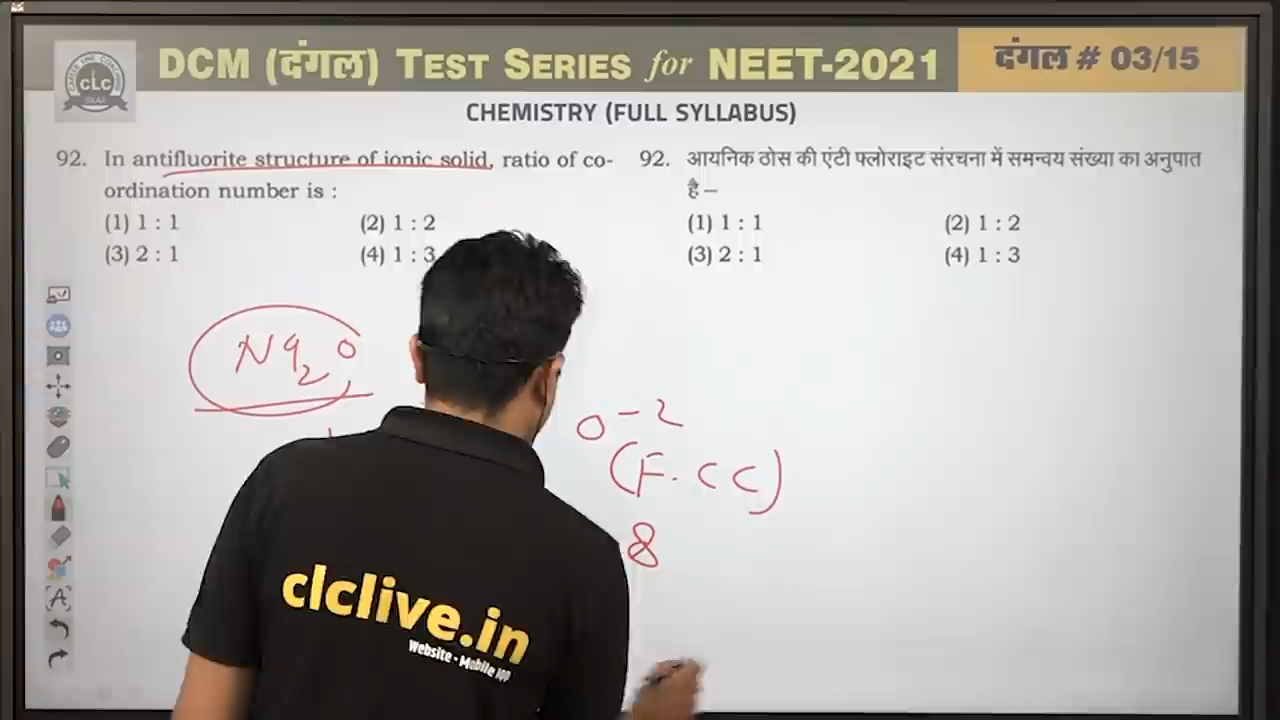 CLC
DCM (दंगल) TEST SERIES for NEET-2021
दंगल # 03/15
CHEMISTRY (FULL SYLLABUS)
92. In antifluorite structure of ionic solid, ratio of co-
ordination number is :
(1) 1 : 1 (2) 1 : 2
(3) 2 : 1 (4) 1 : 3
92. आयनिक ठोस की एंटी फ्लोराइट संरचना में समन्वय संख्या का अनुपात
है –
(1) 1 : 1 (2) 1 : 2
(3) 2 : 1 (4) 1 : 3
Na2O
O-2
(F.CC)
8
clclive.in
Website • Mobile App